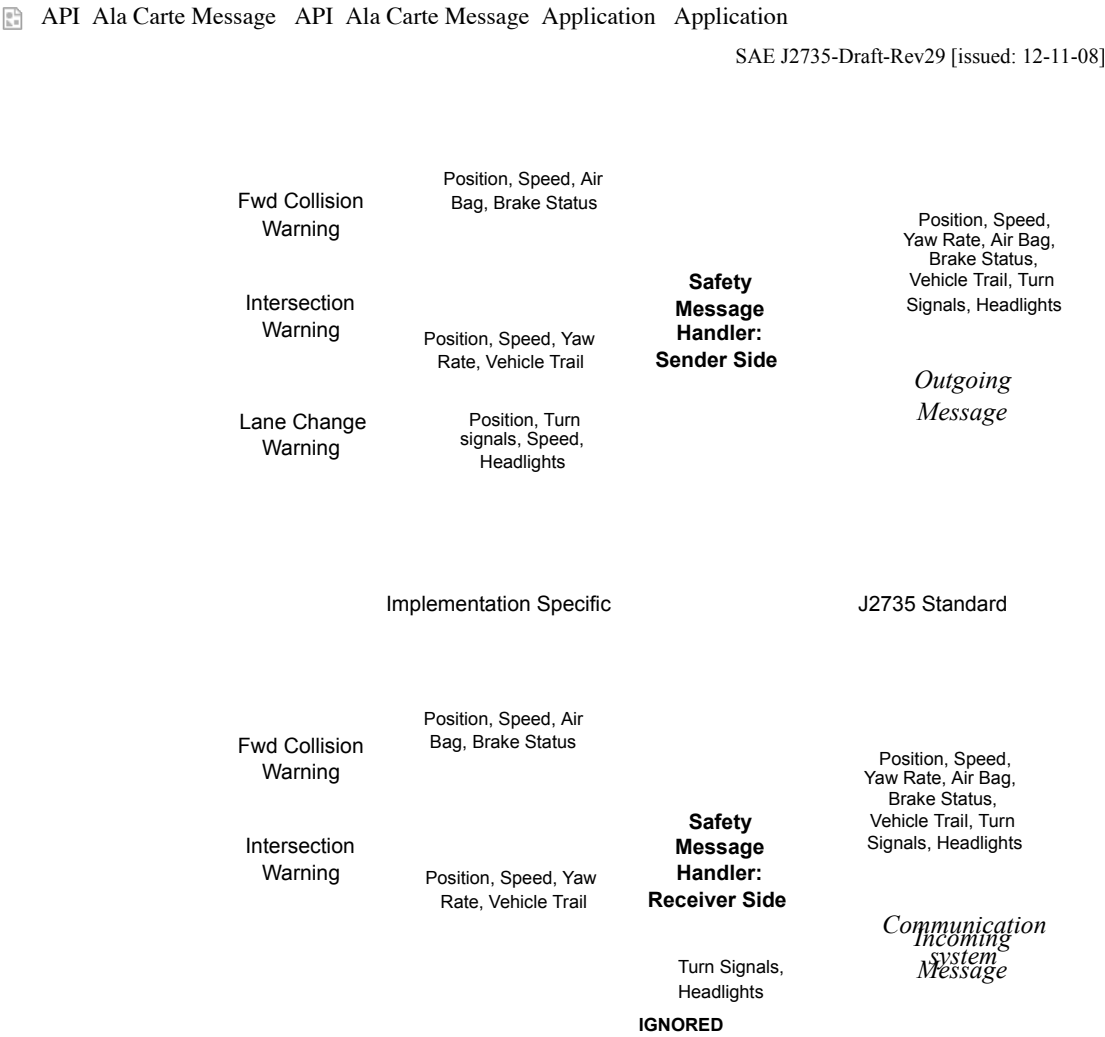 API Ala Carte Message API Ala Carte Message Application Application
SAE J2735-Draft-Rev29 [issued: 12-11-08]
Position, Speed, Air
Bag, Brake Status
Fwd Collision
Warning
Position, Speed,
Yaw Rate, Air Bag,
Brake Status,
Vehicle Trail, Turn
Signals, Headlights
Safety
Message
Handler:
Sender Side
Intersection
Warning
Position, Speed, Yaw
Rate, Vehicle Trail
Outgoing
Message
Lane Change
Warning
Position, Turn
signals, Speed,
Headlights
Implementation Specific
J2735 Standard
Position, Speed, Air
Bag, Brake Status
Fwd Collision
Warning
Position, Speed,
Yaw Rate, Air Bag,
Brake Status,
Vehicle Trail, Turn
Signals, Headlights
Safety
Message
Handler:
Receiver Side
Intersection
Warning
Position, Speed, Yaw
Rate, Vehicle Trail
Communication
system
Incoming
Message
Turn Signals,
Headlights
IGNORED